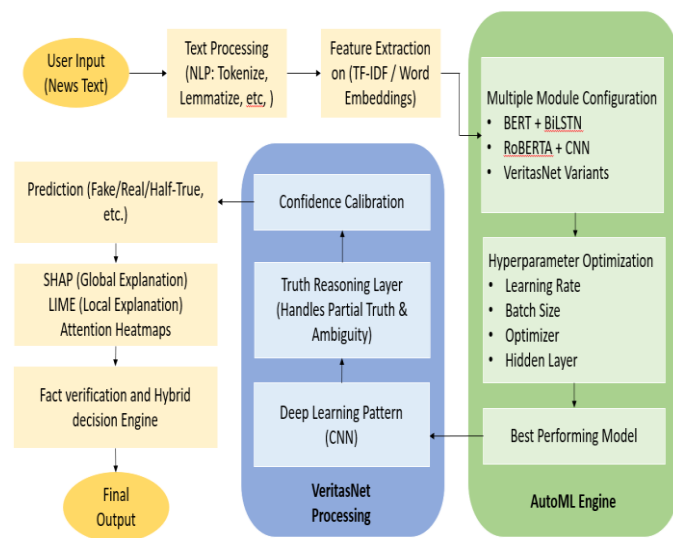 User Input
(News Text)
Text Processing
(NLP: Tokenize,
Lemmatize, etc, )
Feature Extraction
on (TF-IDF / Word
Embeddings)
Multiple Module Configuration
• BERT + BiLSTN
• RoBERTA + CNN
• VeritasNet Variants
Hyperparameter Optimization
• Learning Rate
• Batch Size
• Optimizer
• Hidden Layer
Best Performing Model
AutoML Engine
Deep Learning Pattern
(CNN)
Truth Reasoning Layer
(Handles Partial Truth &
Ambiguity)
Confidence Calibration
VeritasNet
Processing
Prediction (Fake/Real/Half-True,
etc.)
SHAP (Global Explanation)
LIME (Local Explanation)
Attention Heatmaps
Fact verification and Hybrid
decision Engine
Final
Output